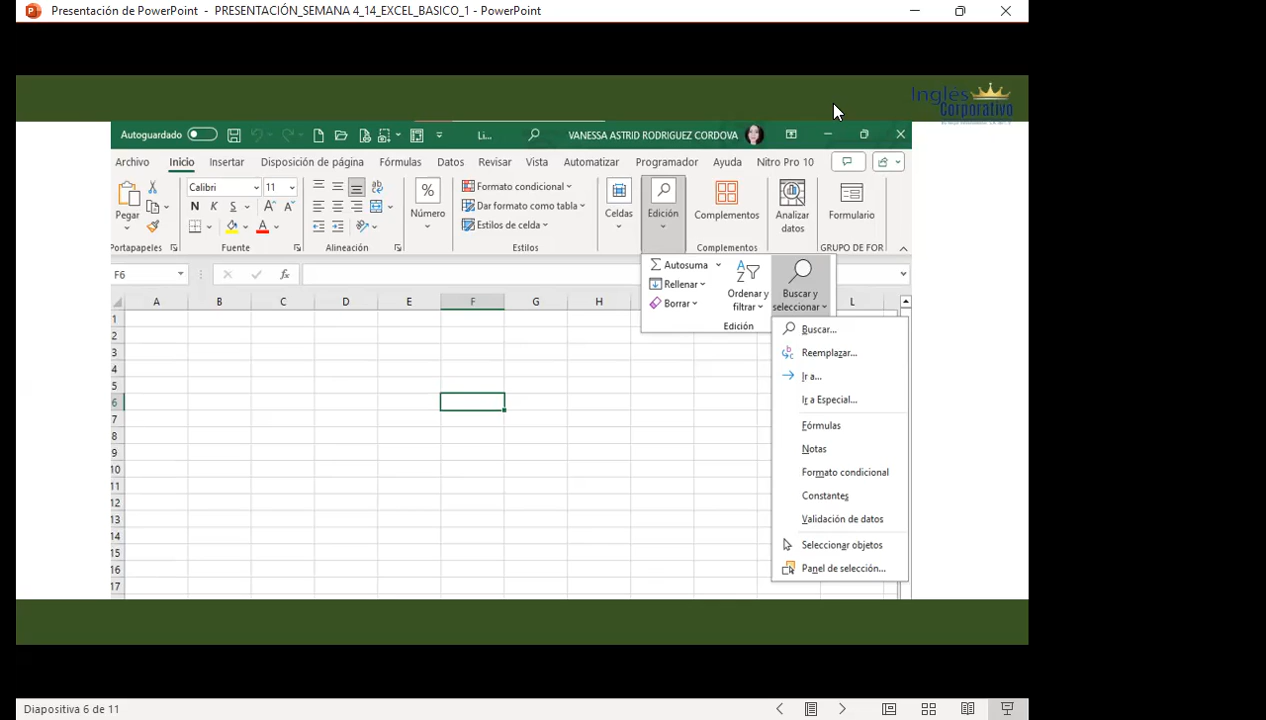 Presentación de PowerPoint - PRESENTACIÓN_SEMANA 4_14_EXCEL_BASICO_1 - PowerPoint
Inglés
Corporativo
Autoguardado
Li...
VANESSA ASTRID RODRIGUEZ CORDOVA
Archivo Inicio Insertar Disposición de página Fórmulas Datos Revisar Vista Automatizar Programador Ayuda Nitro Pro 10
Calibri 11
Formato condicional
Dar formato como tabla
Estilos de celda
Pegar
N K S
Número
Celdas
Edición
Complementos
Analizar
datos
Formulario
Portapapeles Fuente Alineación Estilos Complementos GRUPO DE FOR
F6
fx
Autosuma
Rellenar
Borrar
Ordenar y
filtrar
Buscar y
seleccionar
Edición
A B C D E F G H L
1
2
3
4
5
6
7
8
9
10
11
12
13
14
15
16
17
Buscar...
Reemplazar...
Ir a...
Ir a Especial...
Fórmulas
Notas
Formato condicional
Constantes
Validación de datos
Seleccionar objetos
Panel de selección...
Diapositiva 6 de 11